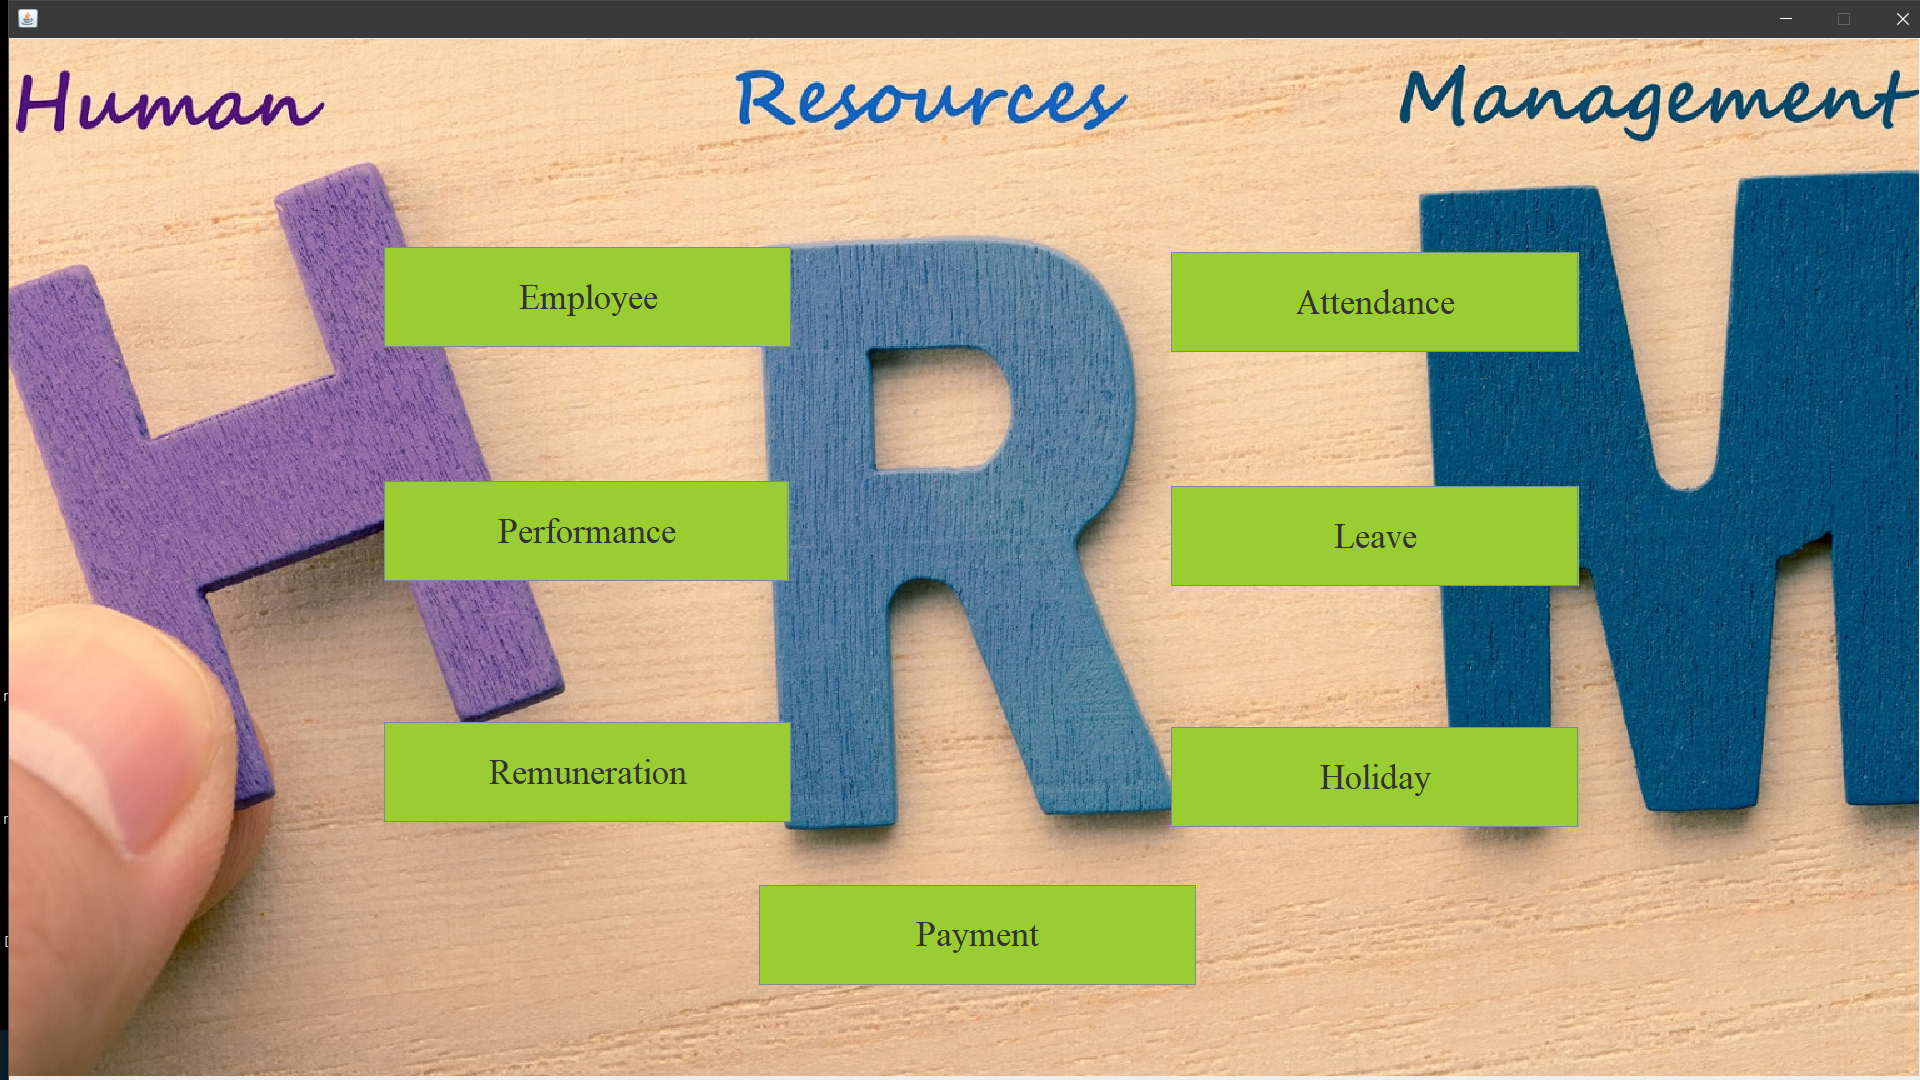 Human Resources Management
Employee
Attendance
Performance
Leave
Remuneration
Holiday
Payment